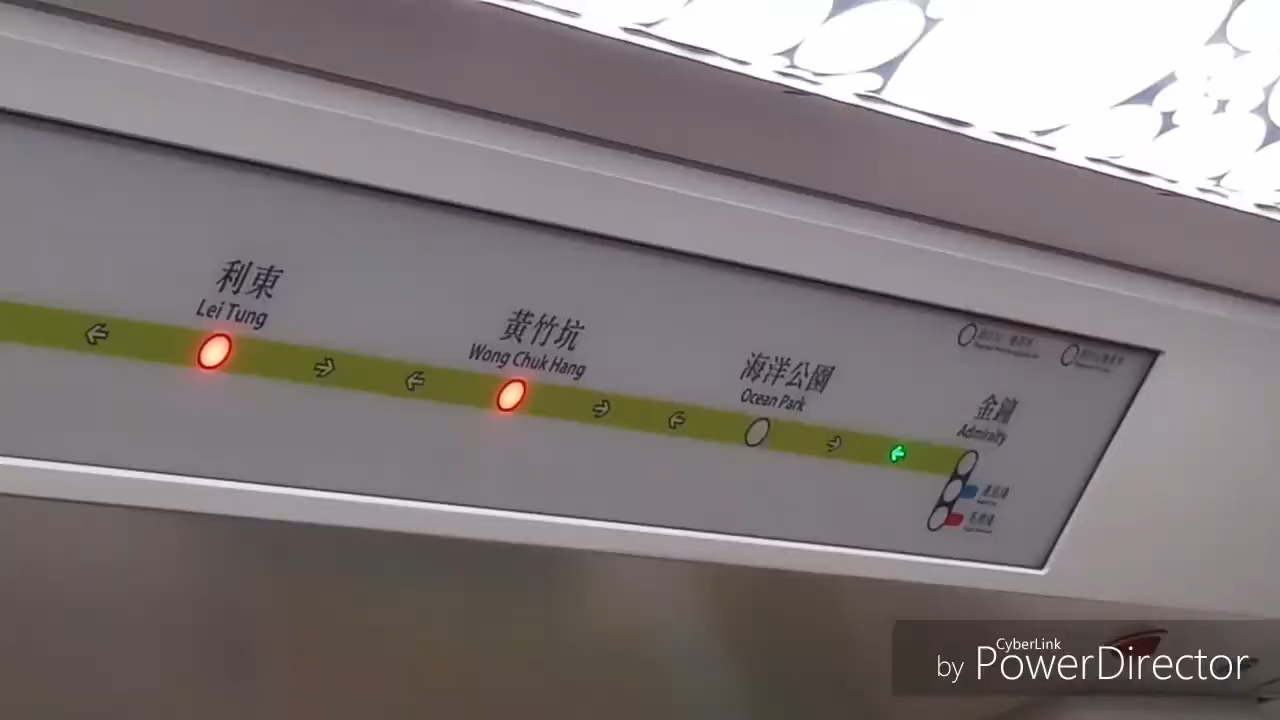 利東
Lei Tung
黃竹坑
Wong Chuk Hang
海洋公園
Ocean Park
金鐘
Admiralty
CyberLink
by PowerDirector